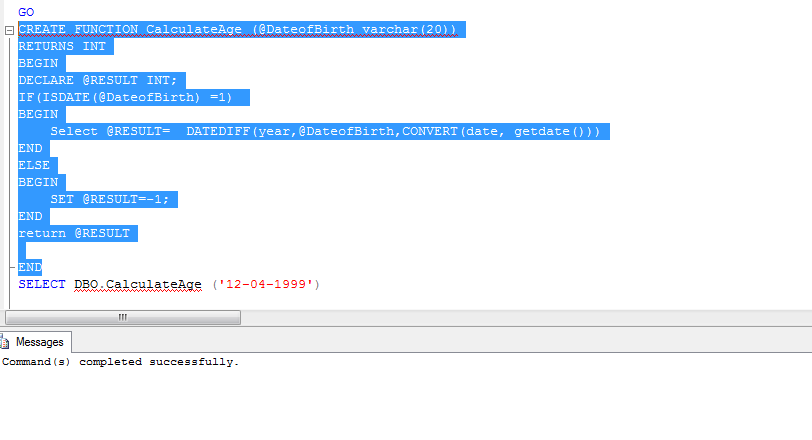 GO
CREATE FUNCTION CalculateAge (@DateofBirth varchar(20))
RETURNS INT
BEGIN
DECLARE @RESULT INT;
IF(ISDATE(@DateofBirth) =1)
BEGIN
    Select @RESULT=  DATEDIFF(year,@DateofBirth,CONVERT(date, getdate()))
END
ELSE
BEGIN
    SET @RESULT=-1;
END
return @RESULT
END
SELECT DBO.CalculateAge ('12-04-1999')
Messages
Command(s) completed successfully.